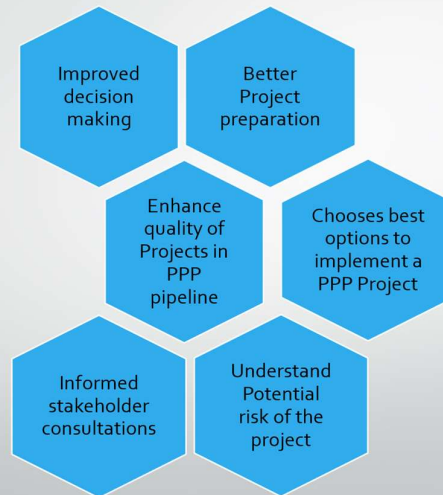 Improved
decision
making
Better
Project
preparation
Enhance
quality of
Projects in
PPP
pipeline
Chooses best
options to
implement a
PPP Project
Informed
stakeholder
consultations
Understand
Potential
risk of the
project